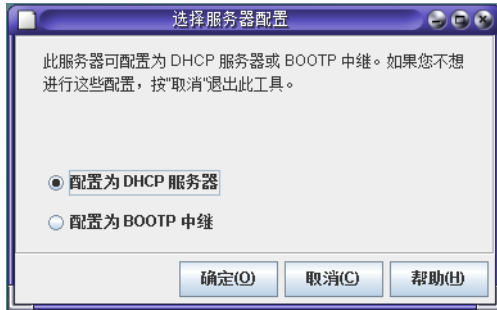 选择服务器配置
此服务器可配置为 DHCP 服务器或 BOOTP 中继。如果您不想
进行这些配置，按"取消"退出此工具。
配置为 DHCP 服务器
配置为 BOOTP 中继
确定(O) 取消(C) 帮助(H)